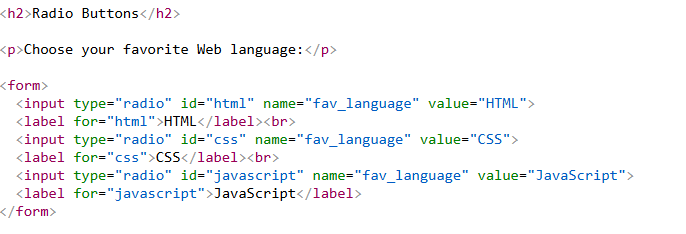 <h2>Radio Buttons</h2>
<p>Choose your favorite Web language:</p>
<form>
  <input type="radio" id="html" name="fav_language" value="HTML">
  <label for="html">HTML</label><br>
  <input type="radio" id="css" name="fav_language" value="CSS">
  <label for="css">CSS</label><br>
  <input type="radio" id="javascript" name="fav_language" value="JavaScript">
  <label for="javascript">JavaScript</label>
</form>